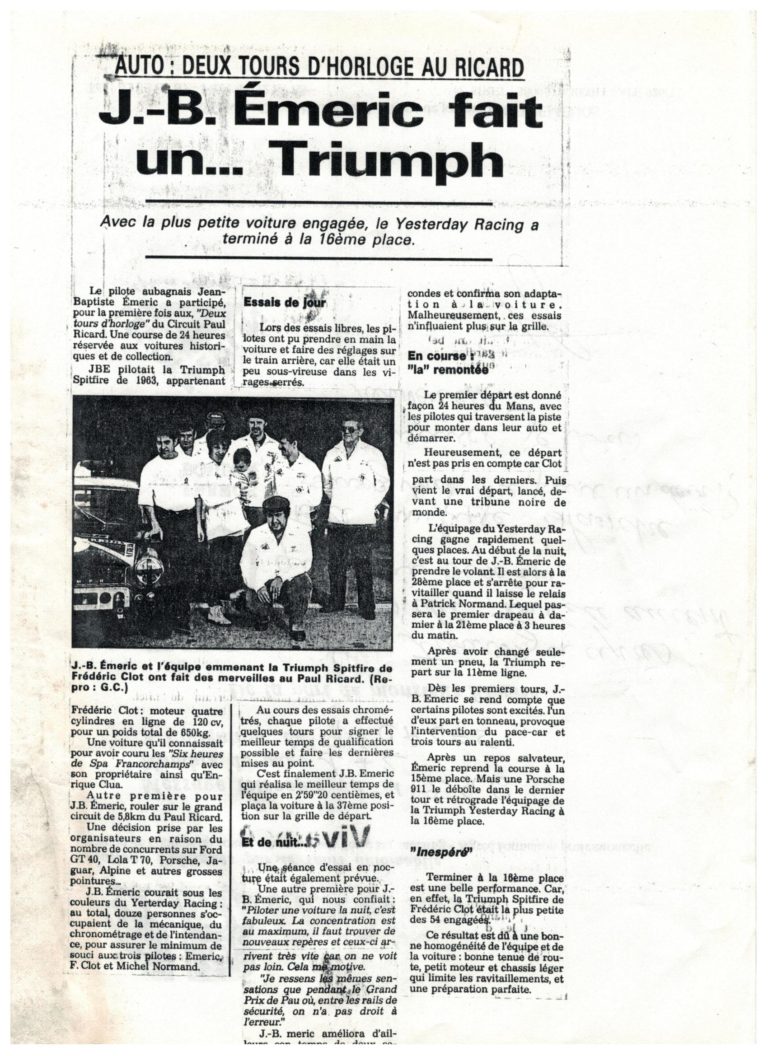 AUTO : DEUX TOURS D'HORLOGE AU RICARD
J.-B. Émeric fait
un... Triumph
Avec la plus petite voiture engagée, le Yesterday Racing a
terminé à la 16ème place.
Le pilote aubagnais Jean-
Baptiste Émeric a participé,
pour la première fois aux, "Deux
tours d'horloge" du Circuit Paul
Ricard. Une course de 24 heures
réservée aux voitures histori-
ques et de collection.
JBE pilotait la Triumph
Spitfire de 1963, appartenant
J.-B. Émeric et l'équipe emmenant la Triumph Spitfire de
Frédéric Clot ont fait des merveilles au Paul Ricard. (Re-
pro : G.C.)
Frédéric Clot : moteur quatre
cylindres en ligne de 120 cv,
pour un poids total de 650kg.
Une voiture qu'il connaissait
pour avoir couru les "Six heures
de Spa Francorchamps" avec
son propriétaire ainsi qu'En-
rique Clua.
Autre première pour
J.B. Émeric, rouler sur le grand
circuit de 5,8km du Paul Ricard.
Une décision prise par les
organisateurs en raison du
nombre de concurrents sur Ford
GT 40, Lola T 70, Porsche, Ja-
guar, Alpine et autres grosses
pointures...
J.B. Émeric courait sous les
couleurs du Yerterday Racing :
au total, douze personnes s'oc-
cupaient de la mécanique, du
chronométrage et de l'intendan-
ce, pour assurer le minimum de
souci aux trois pilotes : Emeric,
F. Clot et Michel Normand.
Essais de jour
Lors des essais libres, les pi-
lotes ont pu prendre en main la
voiture et faire des réglages sur
le train arrière, car elle était un
peu sous-vireuse dans les vi-
rages serrés.
Au cours des essais chromé-
trés, chaque pilote a effectué
quelques tours pour signer le
meilleur temps de qualification
possible et faire les dernières
mises au point.
C'est finalement J.B. Emeric
qui réalisa le meilleur temps de
l'équipe en 2'59"20 centièmes, et
plaça la voiture à la 37ème posi-
tion sur la grille de départ.
Et de nuit...
Une séance d'essai en noc-
ture était également prévue.
Une autre première pour J.-
B. Émeric, qui nous confiait :
"Piloter une voiture la nuit, c'est
fabuleux. La concentration est
au maximum, il faut trouver de
nouveaux repères et ceux-ci ar-
rivent très vite car on ne voit
pas loin. Cela me motive.
"Je ressens les mêmes sen-
sations que pendant le Grand
Prix de Pau où, entre les rails de
sécurité, on n'a pas droit à
l'erreur."
J.-B. meric améliora d'ail-
leurs son temps de deux se-
condes et confirma son adapta-
tion à la voiture.
Malheureusement, ces essais
n'influaient plus sur la grille.
En course :
"la" remontée
Le premier départ est donné
façon 24 heures du Mans, avec
les pilotes qui traversent la piste
pour monter dans leur auto et
démarrer.
Heureusement, ce départ
n'est pas pris en compte car Clot
part dans les derniers. Puis
vient le vrai départ, lancé, de-
vant une tribune noire de
monde.
L'équipage du Yesterday Ra-
cing gagne rapidement quel-
ques places. Au début de la nuit,
c'est au tour de J.-B. Émeric de
prendre le volant. Il est alors à la
28ème place et s'arrête pour ra-
vitailler quand il laisse le relais
à Patrick Normand. Lequel pas-
sera le premier drapeau à da-
mier à la 21ème place à 3 heures
du matin.
Après avoir changé seule-
ment un pneu, la Triumph re-
part sur la 11ème ligne.
Dès les premiers tours, J.-
B. Emeric se rend compte que
certains pilotes sont excités. l'un
d'eux part en tonneau, provoque
l'intervention du pace-car et
trois tours au ralenti.
Après un repos salvateur,
Émeric reprend la course à la
15ème place. Mais une Porsche
911 le déboîte dans le dernier
tour et rétrograde l'équipage de
la Triumph Yesterday Racing à
la 16ème place.
"Inespéré"
Terminer à la 16ème place
est une belle performance. Car,
en effet, la Triumph Spitfire de
Frédéric Clot était la plus petite
des 54 engagées.
Ce résultat est dû à une bon-
ne homogénéité de l'équipe et de
la voiture : bonne tenue de rou-
te, petit moteur et chassis léger
qui limite les ravitaillements, et
une préparation parfaite.